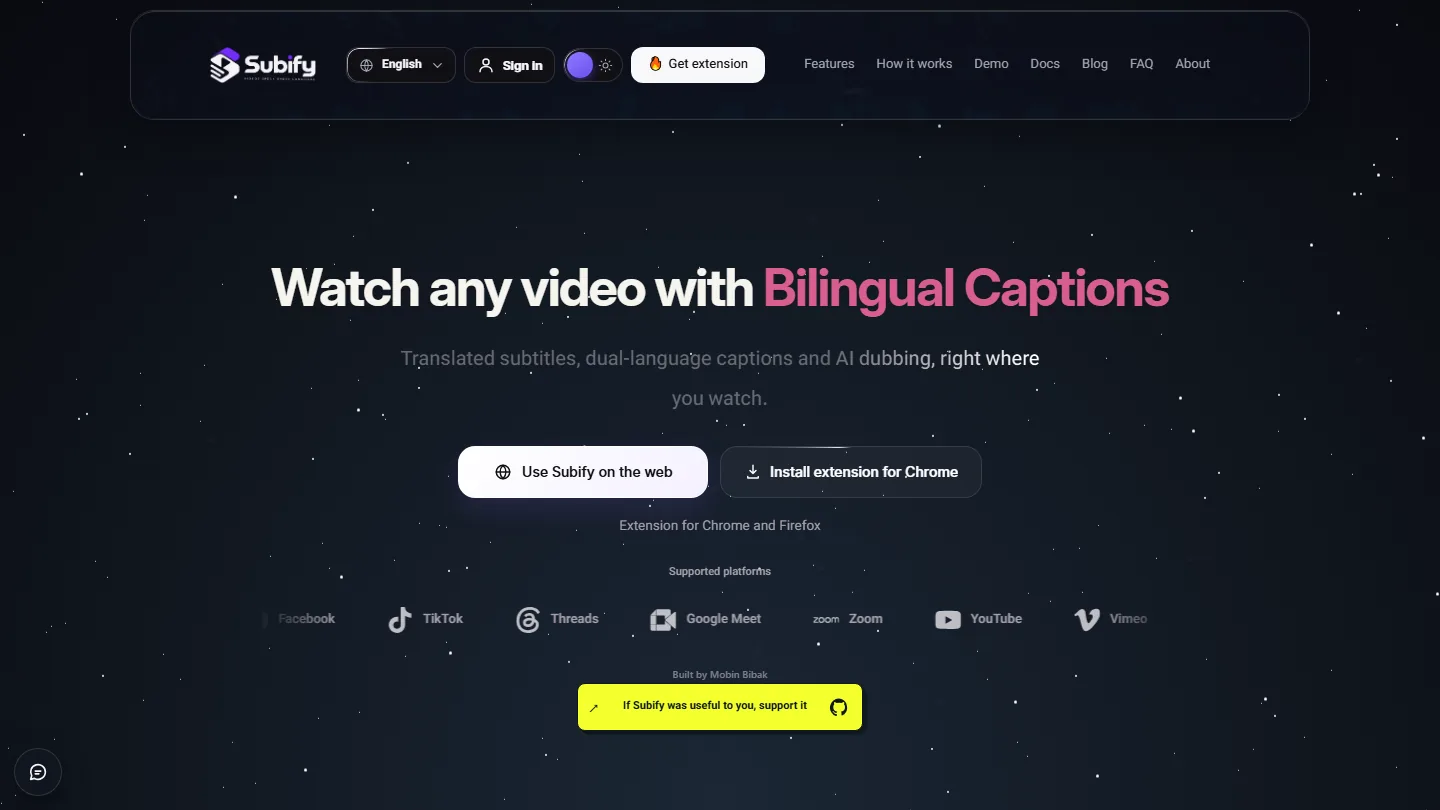 Subify
English
Sign in
Get extension
Features
How it works
Demo
Docs
Blog
FAQ
About
Watch any video with Bilingual Captions
Translated subtitles, dual-language captions and AI dubbing, right where
you watch.
Use Subify on the web
Install extension for Chrome
Extension for Chrome and Firefox
Supported platforms
Facebook
TikTok
Threads
Google Meet
zoom Zoom
YouTube
Vimeo
Built by Mobin Bibak
If Subify was useful to you, support it